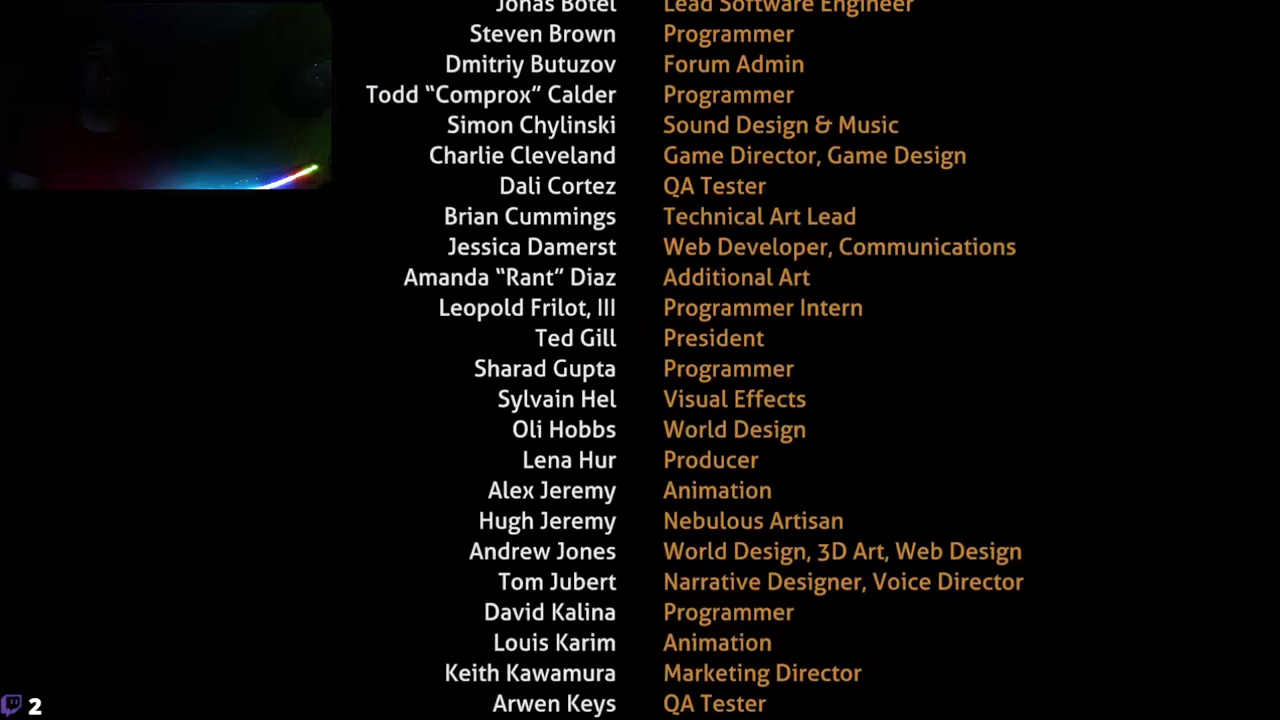 Jonas Botel Lead Software Engineer
Steven Brown Programmer
Dmitriy Butuzov Forum Admin
Todd “Comprox” Calder Programmer
Simon Chylinski Sound Design & Music
Charlie Cleveland Game Director, Game Design
Dali Cortez QA Tester
Brian Cummings Technical Art Lead
Jessica Damerst Web Developer, Communications
Amanda “Rant” Diaz Additional Art
Leopold Frilot, III Programmer Intern
Ted Gill President
Sharad Gupta Programmer
Sylvain Hel Visual Effects
Oli Hobbs World Design
Lena Hur Producer
Alex Jeremy Animation
Hugh Jeremy Nebulous Artisan
Andrew Jones World Design, 3D Art, Web Design
Tom Jubert Narrative Designer, Voice Director
David Kalina Programmer
Louis Karim Animation
Keith Kawamura Marketing Director
Arwen Keys QA Tester
2